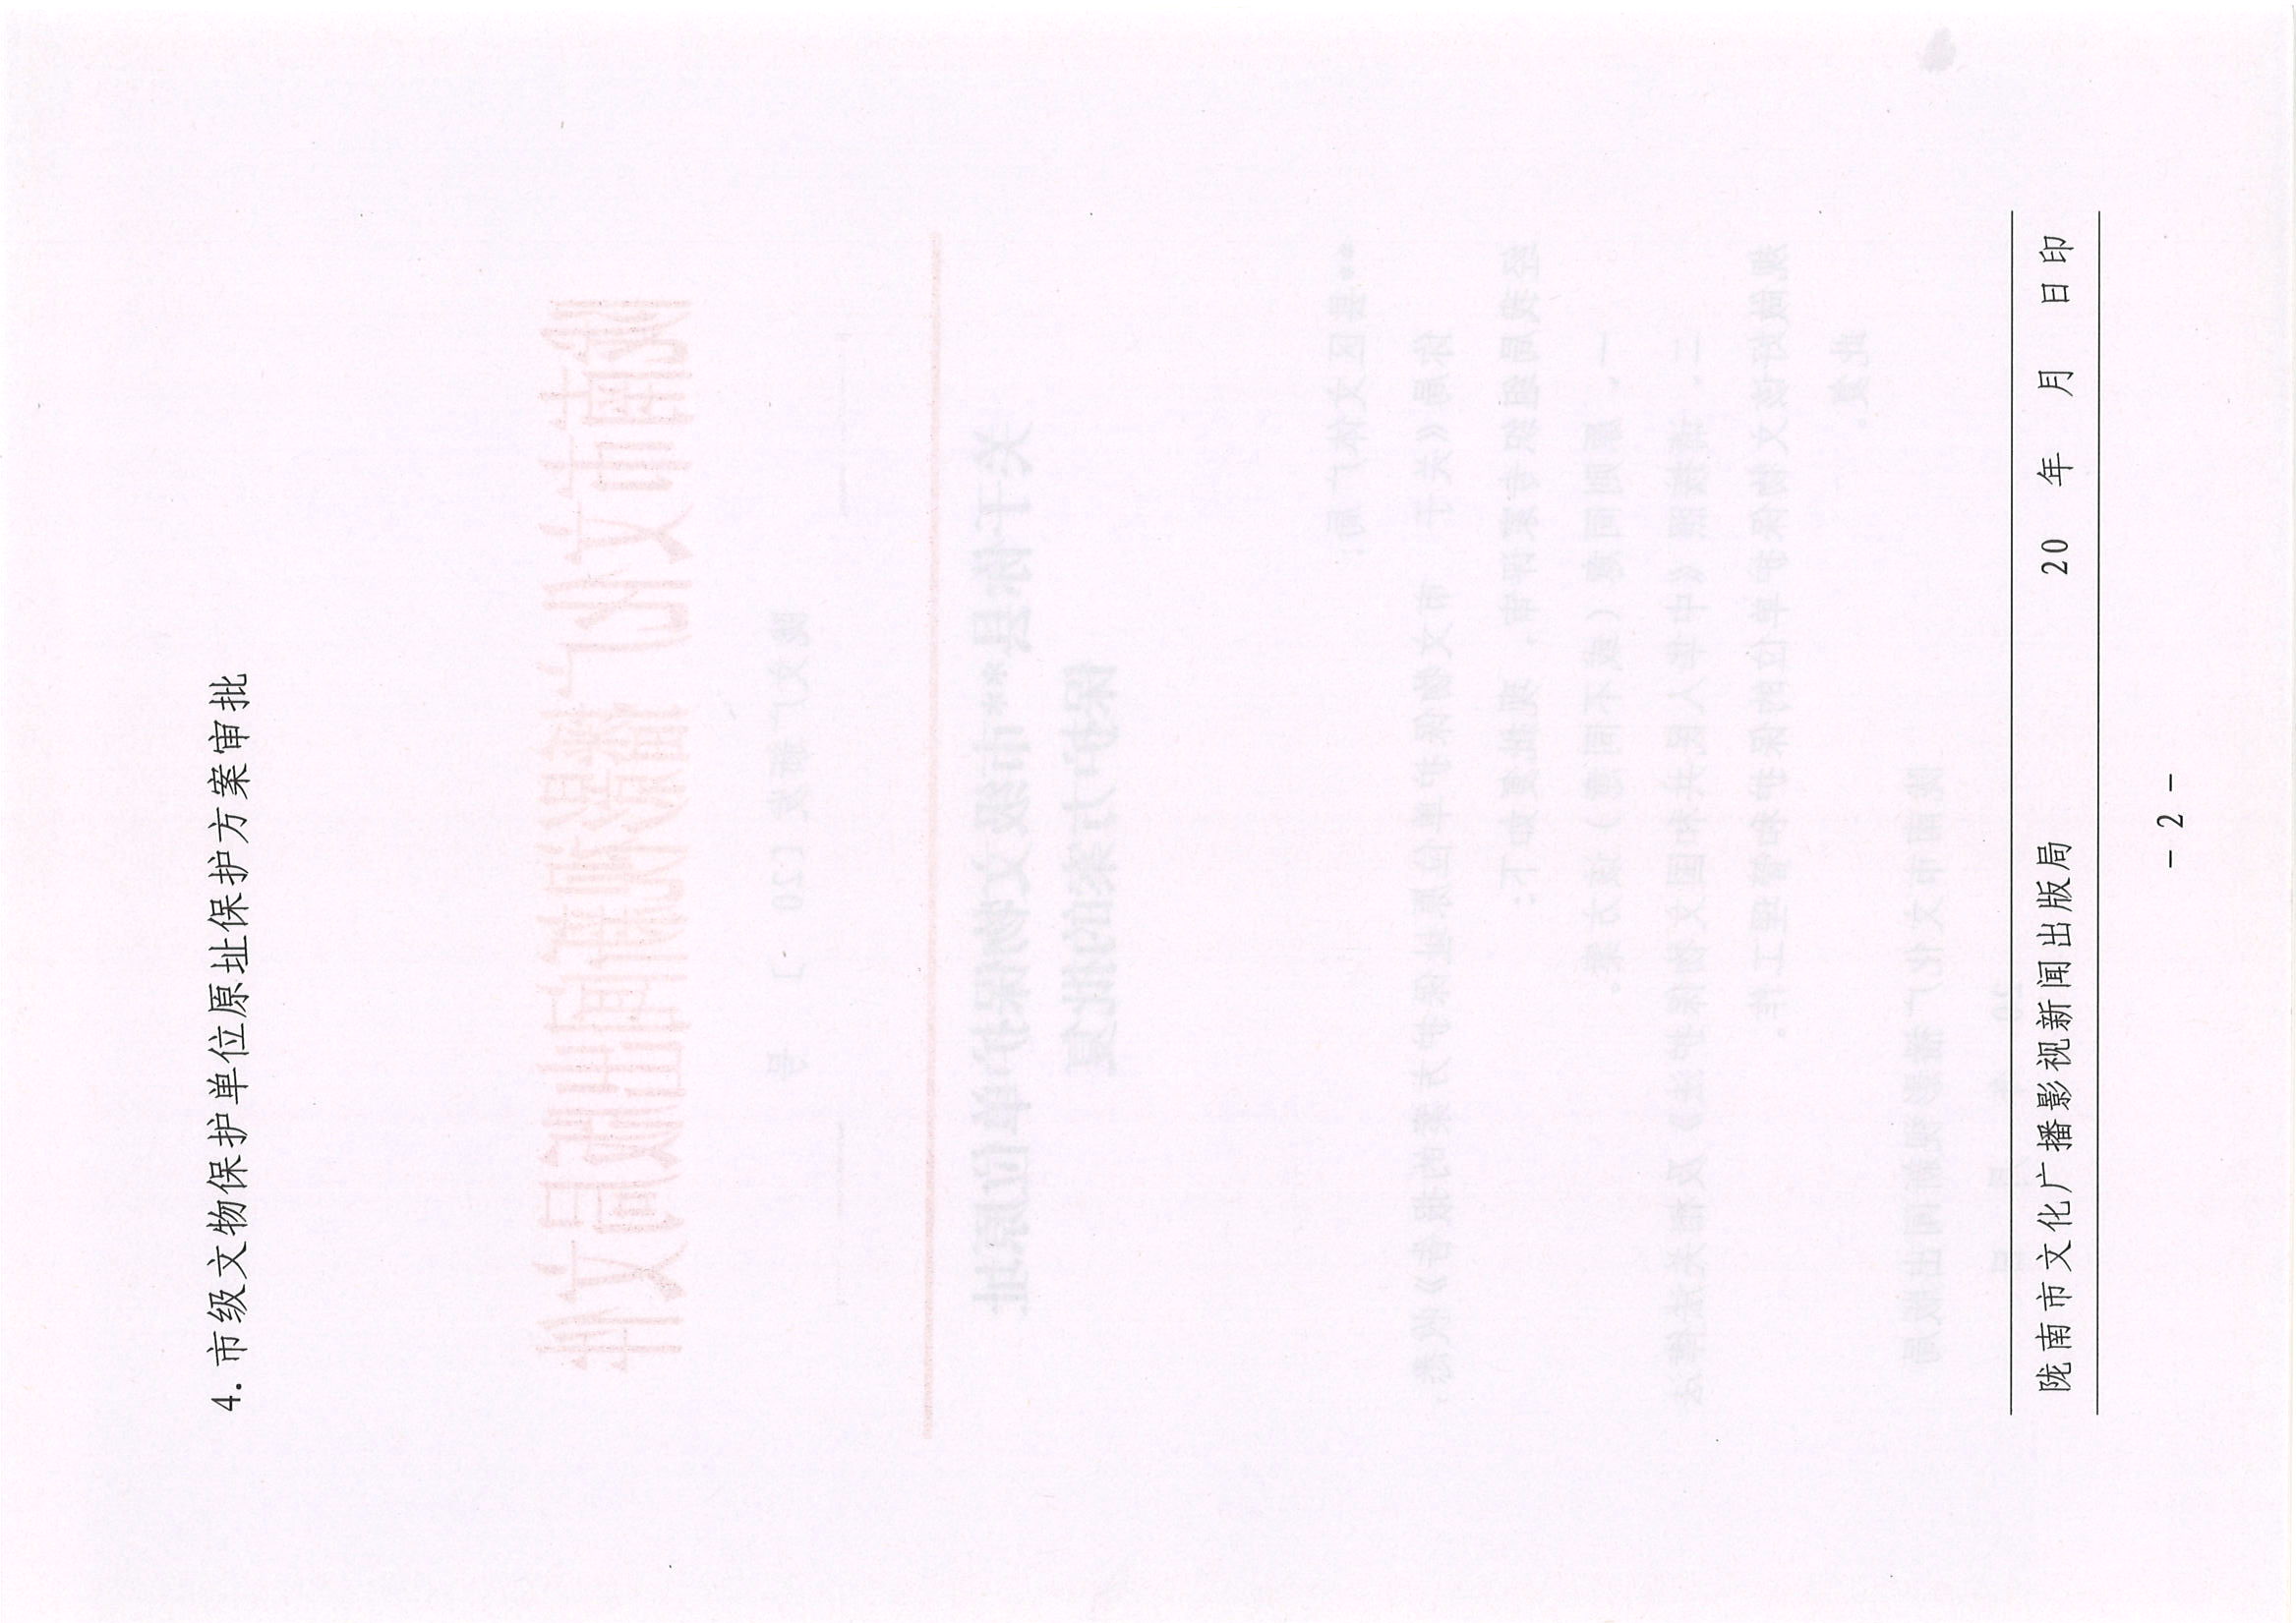 4. 市级文物保护单位原址保护方案审批
陇南市文化广播影视新闻出版局文件
陇文广新发〔20 〕 号
关于你县**市级文物保护单位原址
保护方案的批复
**县区文体广局：
你局《关于 市文物保护单位原址保护方案的报告》收悉，
经我局组织专家评审，现批复如下：
一、原则同意（或不同意）该方案。
二、请按照《中华人民共和国文物保护法》及相关法律法
规做好该文物保护单位的保护和管理工作。
此复。
陇南市文化广播影视新闻出版局
20 年 月 日
陇南市文化广播影视新闻出版局 20 年 月 日印
- 2 -